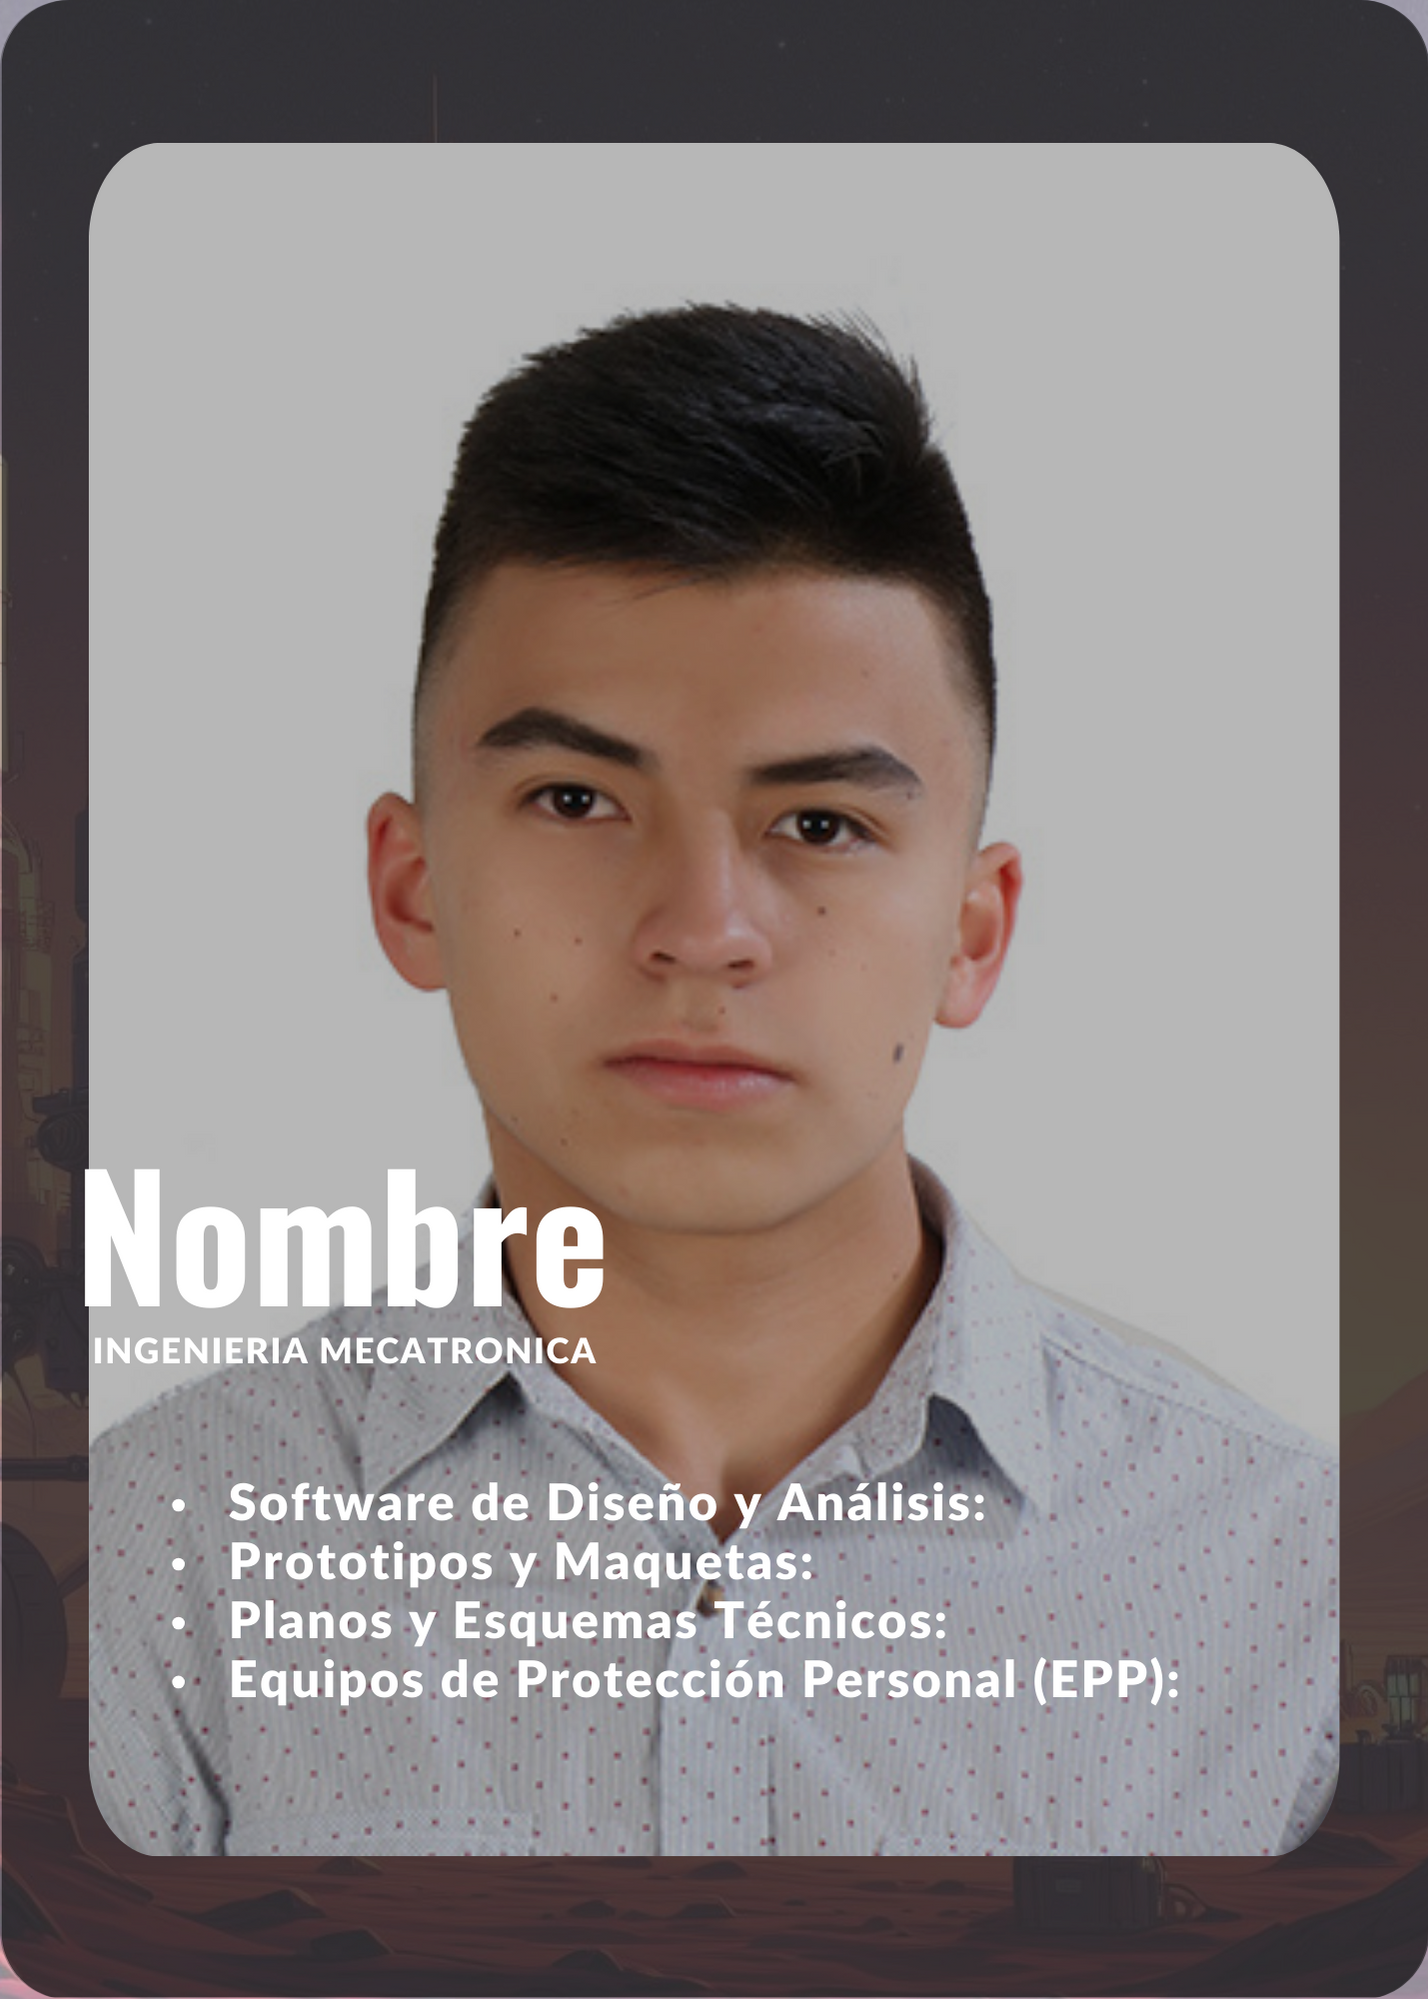 Nombre
INGENIERIA MECATRONICA
• Software de Diseño y Análisis:
• Prototipos y Maquetas:
• Planos y Esquemas Técnicos:
• Equipos de Protección Personal (EPP):